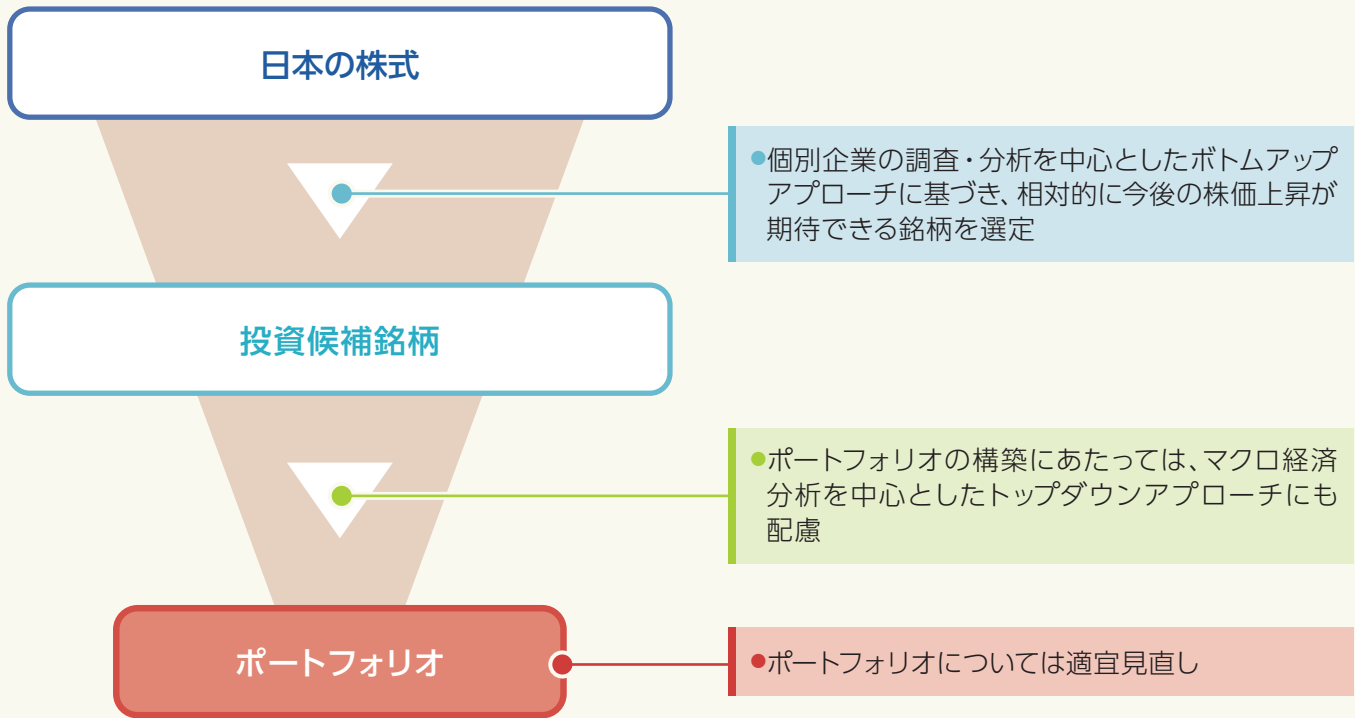 日本の株式
●個別企業の調査・分析を中心としたボトムアップ
アプローチに基づき、相対的に今後の株価上昇が
期待できる銘柄を選定
投資候補銘柄
●ポートフォリオの構築にあたっては、マクロ経済
分析を中心としたトップダウンアプローチにも
配慮
ポートフォリオ
●ポートフォリオについては適宜見直し